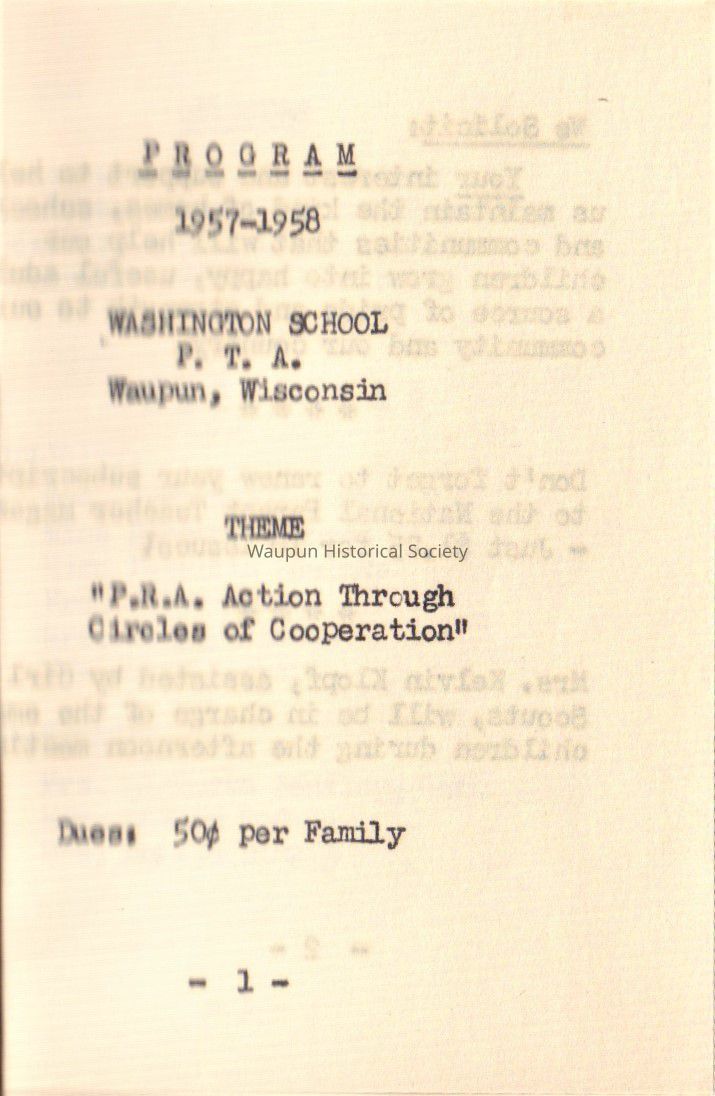 PROGRAM
1957-1958
WASHINGTON SCHOOL
P. T. A.
Waupun, Wisconsin
THEME
Waupun Historical Society
"P.R.A. Action Through
Circles of Cooperation"
Dues: 50¢ per Family
- 1 -